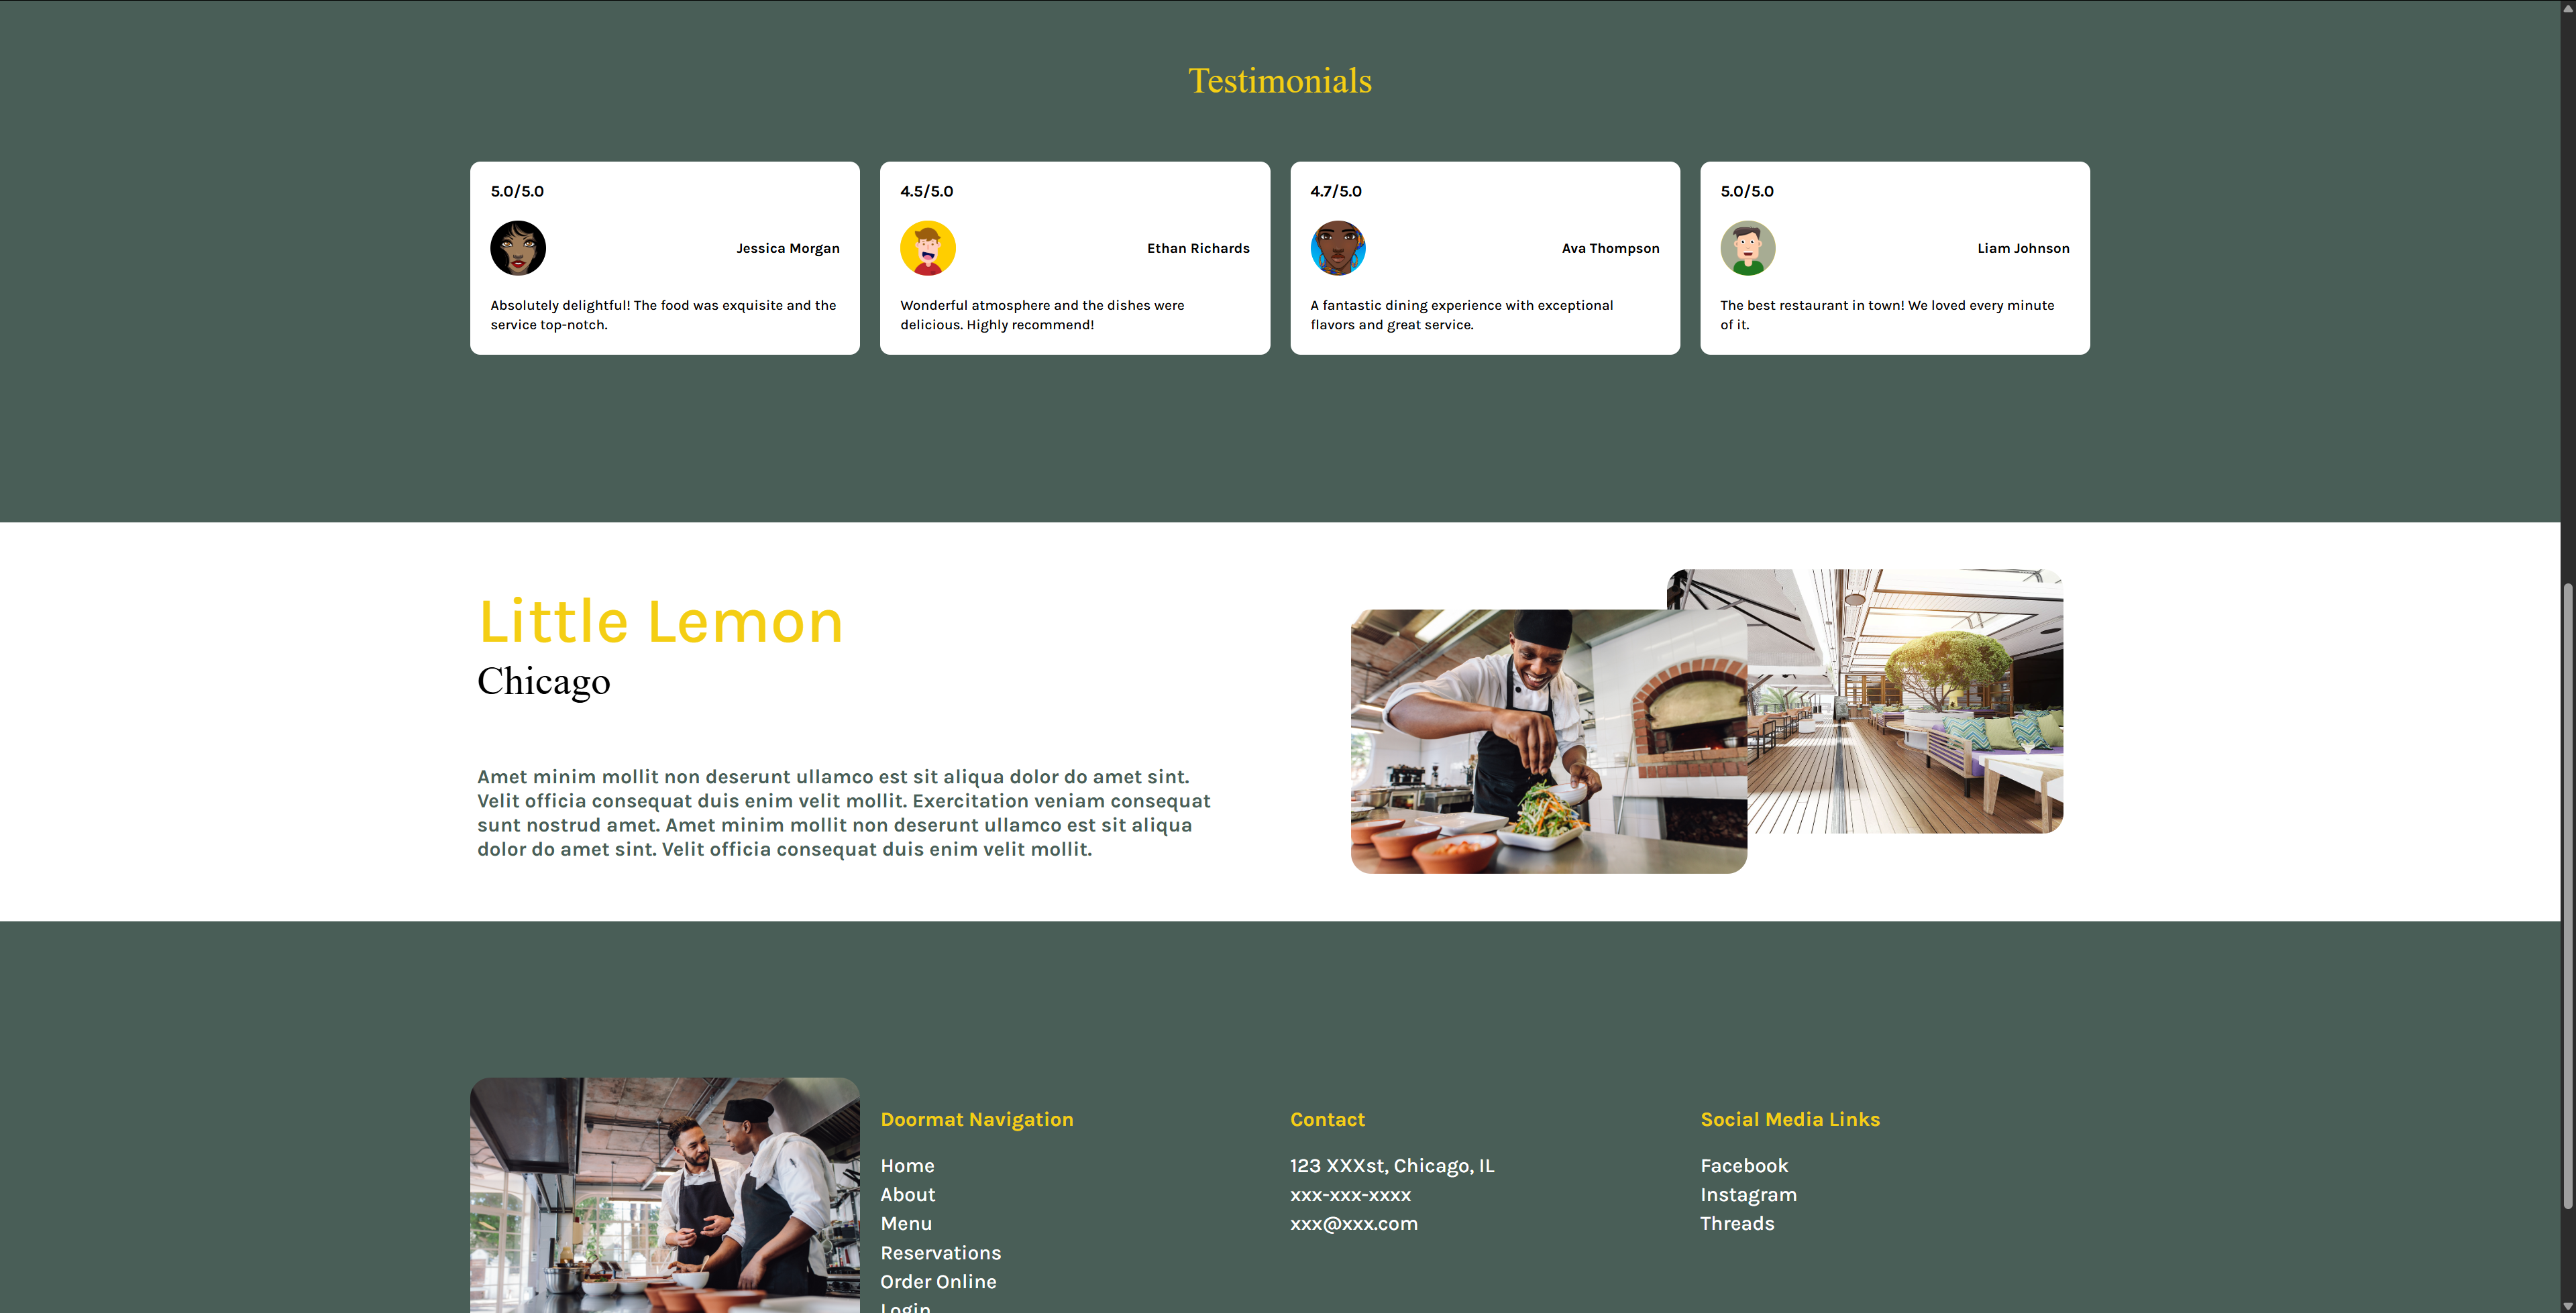 Testimonials
5.0/5.0
Jessica Morgan
Absolutely delightful! The food was exquisite and the
service top-notch.
4.5/5.0
Ethan Richards
Wonderful atmosphere and the dishes were
delicious. Highly recommend!
4.7/5.0
Ava Thompson
A fantastic dining experience with exceptional
flavors and great service.
5.0/5.0
Liam Johnson
The best restaurant in town! We loved every minute
of it.
Little Lemon
Chicago
Amet minim mollit non deserunt ullamco est sit aliqua dolor do amet sint.
Velit officia consequat duis enim velit mollit. Exercitation veniam consequat
sunt nostrud amet. Amet minim mollit non deserunt ullamco est sit aliqua
dolor do amet sint. Velit officia consequat duis enim velit mollit.
Doormat Navigation
Home
About
Menu
Reservations
Order Online
Login
Contact
123 XXXst, Chicago, IL
xxx-xxx-xxxx
xxx@xxx.com
Social Media Links
Facebook
Instagram
Threads